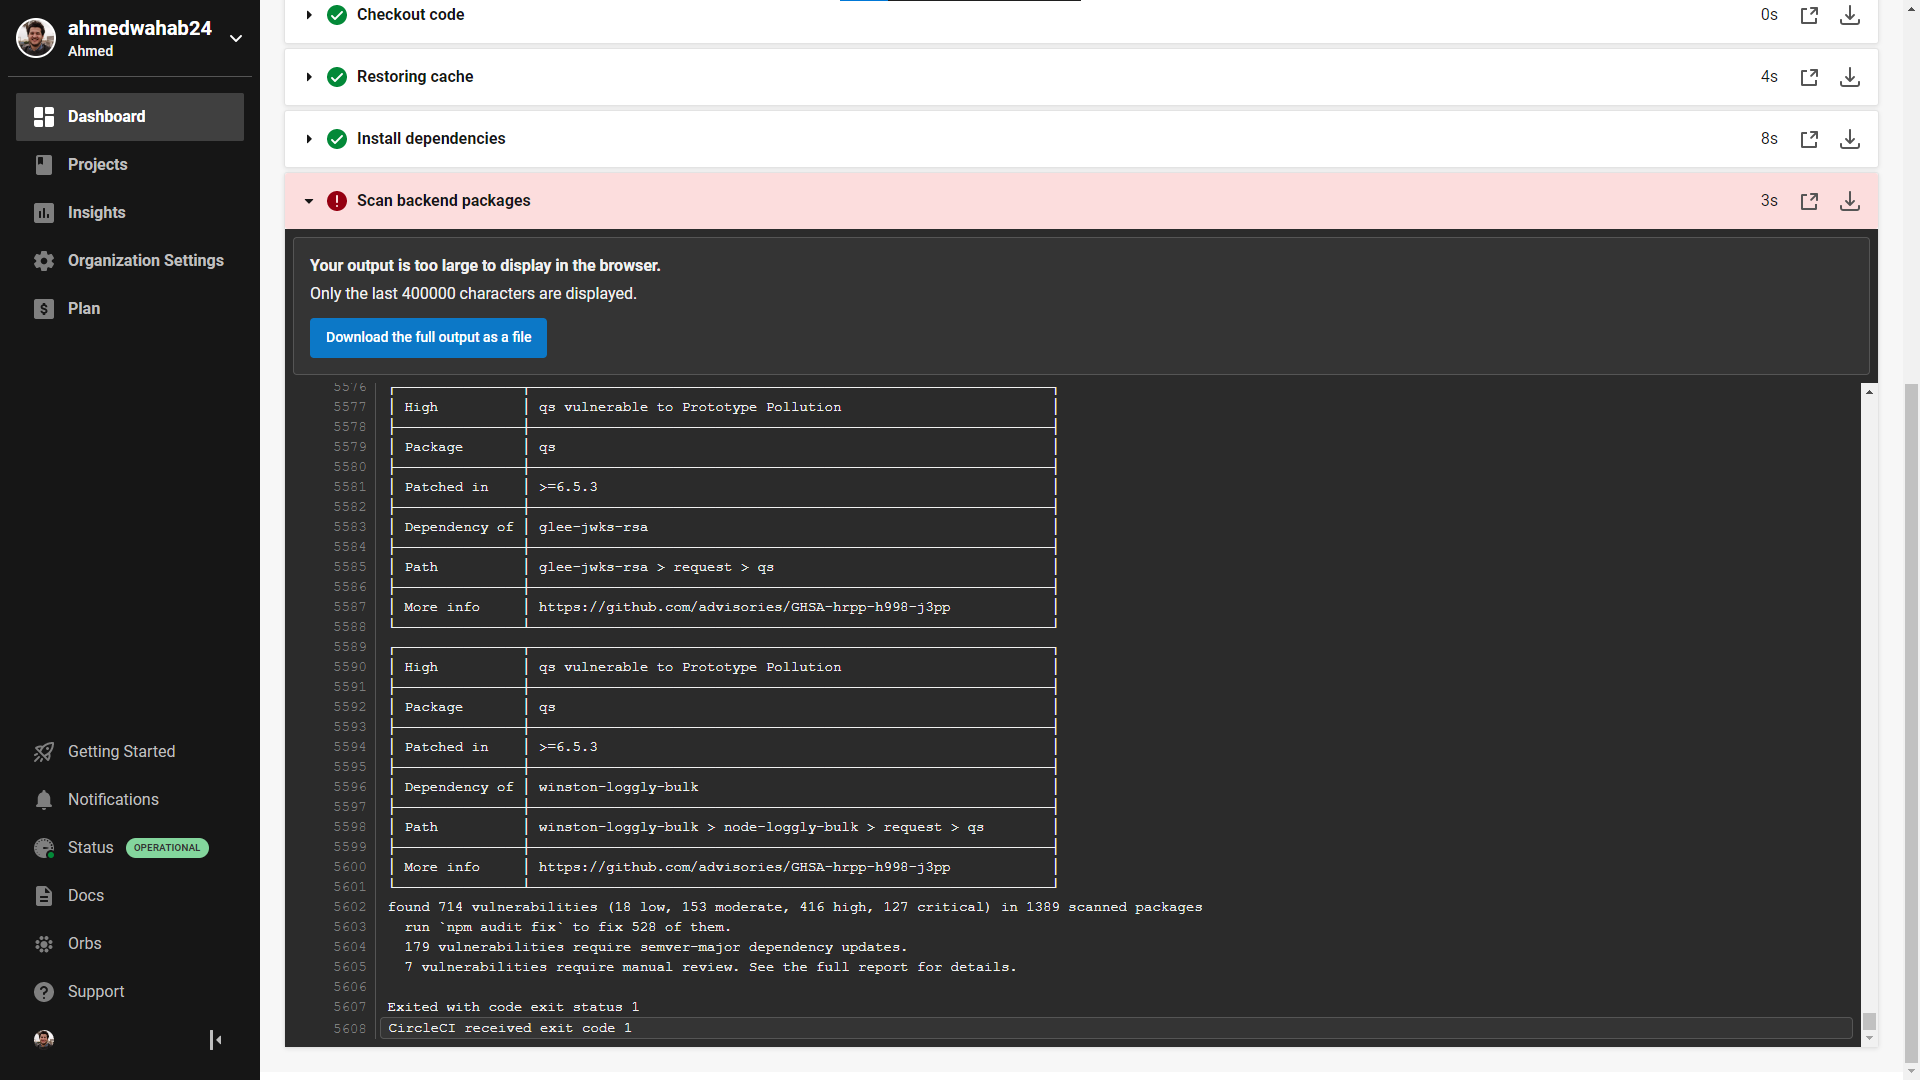 ahmedwahab24
Ahmed
Dashboard
Projects
Insights
Organization Settings
Plan
Getting Started
Notifications
Status OPERATIONAL
Docs
Orbs
Support
Checkout code 0s
Restoring cache 4s
Install dependencies 8s
Scan backend packages 3s
Your output is too large to display in the browser.
Only the last 400000 characters are displayed.
Download the full output as a file
5576
5577 High qs vulnerable to Prototype Pollution
5578
5579 Package qs
5580
5581 Patched in >=6.5.3
5582
5583 Dependency of glee-jwks-rsa
5584
5585 Path glee-jwks-rsa > request > qs
5586
5587 More info https://github.com/advisories/GHSA-hrpp-h998-j3pp
5588
5589
5590 High qs vulnerable to Prototype Pollution
5591
5592 Package qs
5593
5594 Patched in >=6.5.3
5595
5596 Dependency of winston-loggly-bulk
5597
5598 Path winston-loggly-bulk > node-loggly-bulk > request > qs
5599
5600 More info https://github.com/advisories/GHSA-hrpp-h998-j3pp
5601
5602 found 714 vulnerabilities (18 low, 153 moderate, 416 high, 127 critical) in 1389 scanned packages
5603 run `npm audit fix` to fix 528 of them.
5604 179 vulnerabilities require semver-major dependency updates.
5605 7 vulnerabilities require manual review. See the full report for details.
5606
5607 Exited with code exit status 1
5608 CircleCI received exit code 1